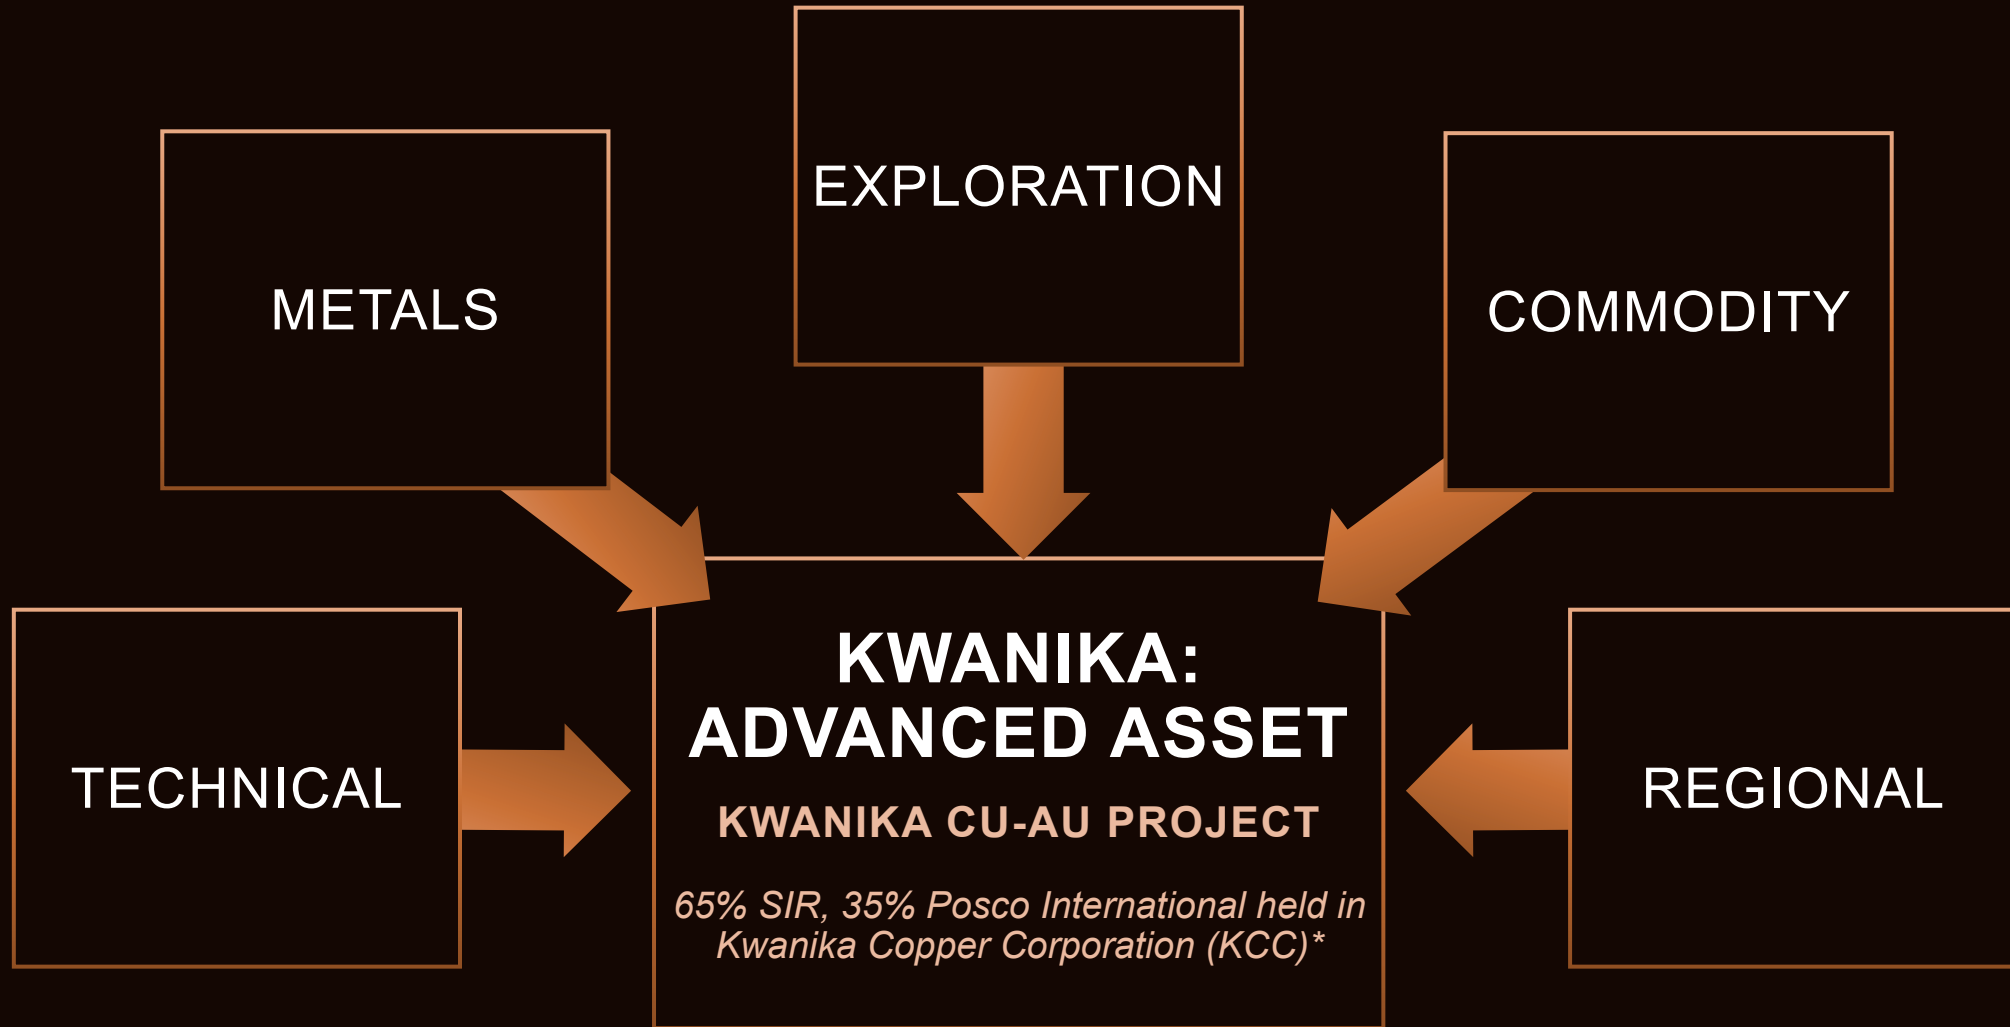 EXPLORATION
METALS
COMMODITY
TECHNICAL
KWANIKA:
ADVANCED ASSET
KWANIKA CU-AU PROJECT
65% SIR, 35% Posco International held in
Kwanika Copper Corporation (KCC)*
REGIONAL